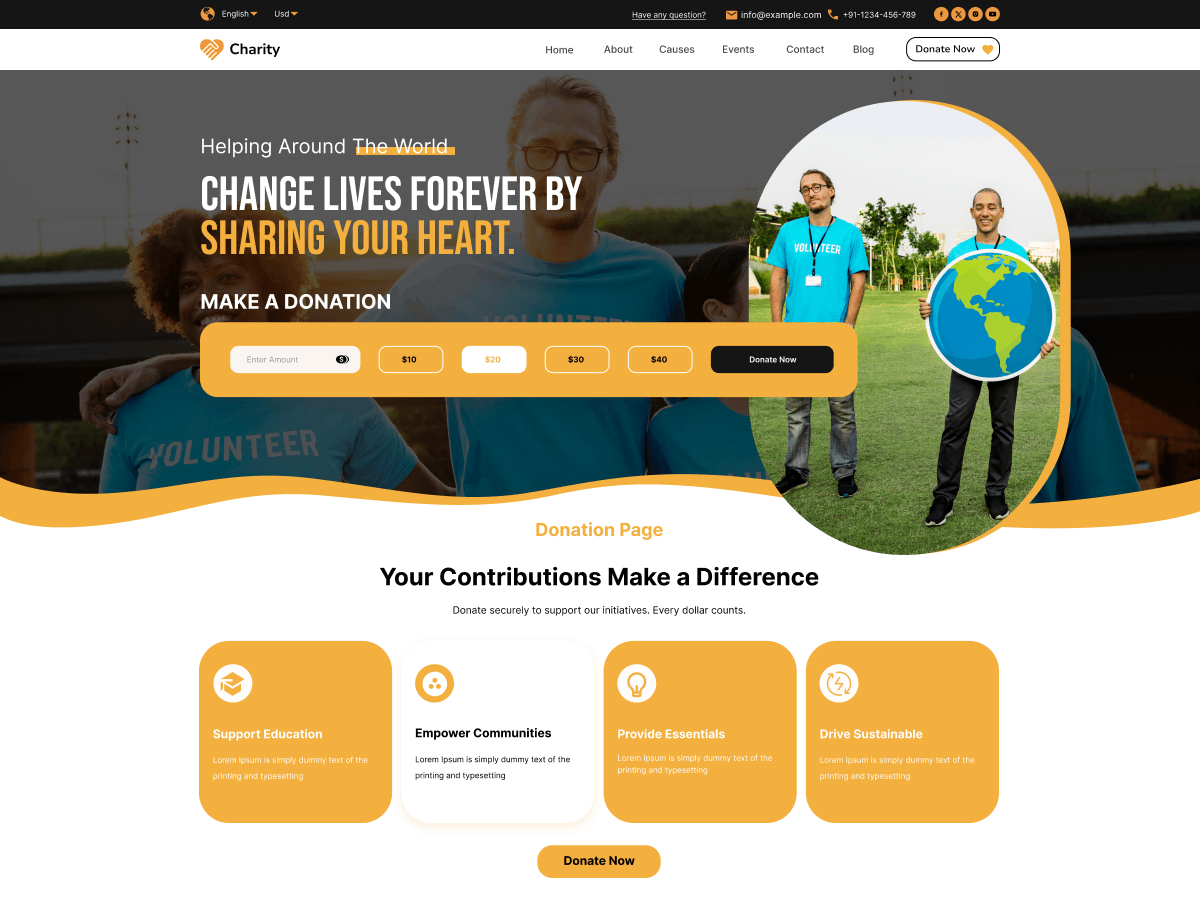 English
Usd
Have any question?
info@example.com
+91-1234-456-789
Charity
Home
About
Causes
Events
Contact
Blog
Donate Now
Helping Around The World
CHANGE LIVES FOREVER BY
SHARING YOUR HEART.
MAKE A DONATION
Enter Amount
$
$10
$20
$30
$40
Donate Now
VOLUNTEER
VOLUNTEER
VOLUNTEER
Donation Page
Your Contributions Make a Difference
Donate securely to support our initiatives. Every dollar counts.
Support Education
Lorem Ipsum is simply dummy text of the
printing and typesetting
Empower Communities
Lorem Ipsum is simply dummy text of the
printing and typesetting
Provide Essentials
Lorem Ipsum is simply dummy text of the
printing and typesetting
Drive Sustainable
Lorem Ipsum is simply dummy text of the
printing and typesetting
Donate Now